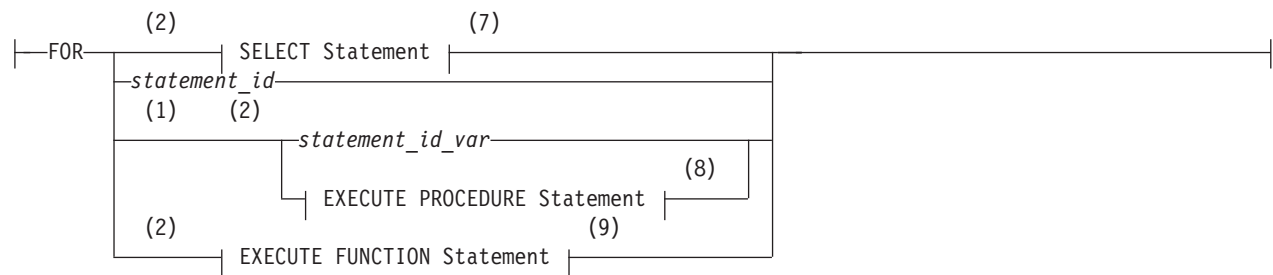 (2) (7)
FOR SELECT Statement
statement_id
(1) (2)
statement_id_var
(8)
EXECUTE PROCEDURE Statement
(2) (9)
EXECUTE FUNCTION Statement